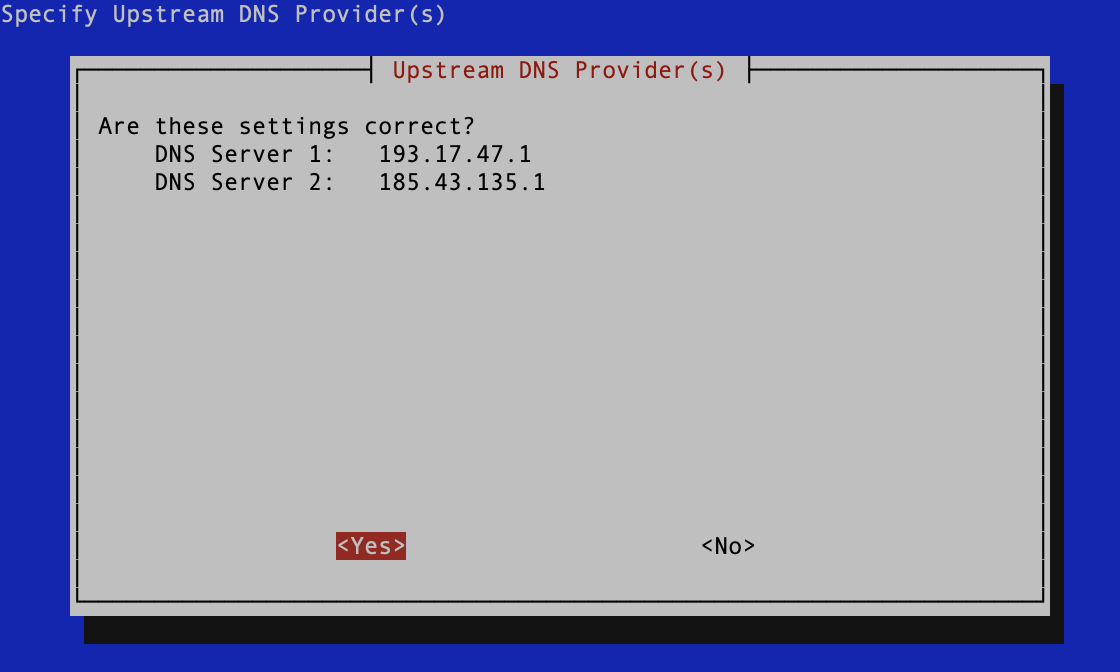 Specify Upstream DNS Provider(s)
Upstream DNS Provider(s)
Are these settings correct?
DNS Server 1: 193.17.47.1
DNS Server 2: 185.43.135.1
<Yes> <No>